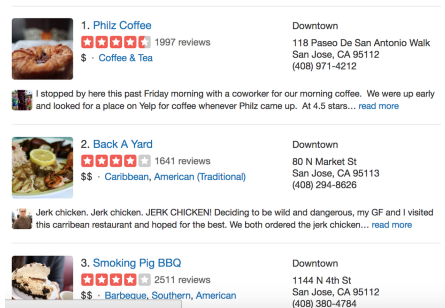 1. Philz Coffee
1997 reviews
$ · Coffee & Tea
Downtown
118 Paseo De San Antonio Walk
San Jose, CA 95112
(408) 971-4212
I stopped by here this past Friday morning with a coworker for our morning coffee. We were up early
and looked for a place on Yelp for coffee whenever Philz came up. At 4.5 stars... read more
2. Back A Yard
1641 reviews
$$ · Caribbean, American (Traditional)
Downtown
80 N Market St
San Jose, CA 95113
(408) 294-8626
Jerk chicken. Jerk chicken. JERK CHICKEN! Deciding to be wild and dangerous, my GF and I visited
this carribean restaurant and hoped for the best. We both ordered the jerk chicken... read more
3. Smoking Pig BBQ
2511 reviews
$$ · Barbeque, Southern, American
Downtown
1144 N 4th St
San Jose, CA 95112
(408) 380-4784